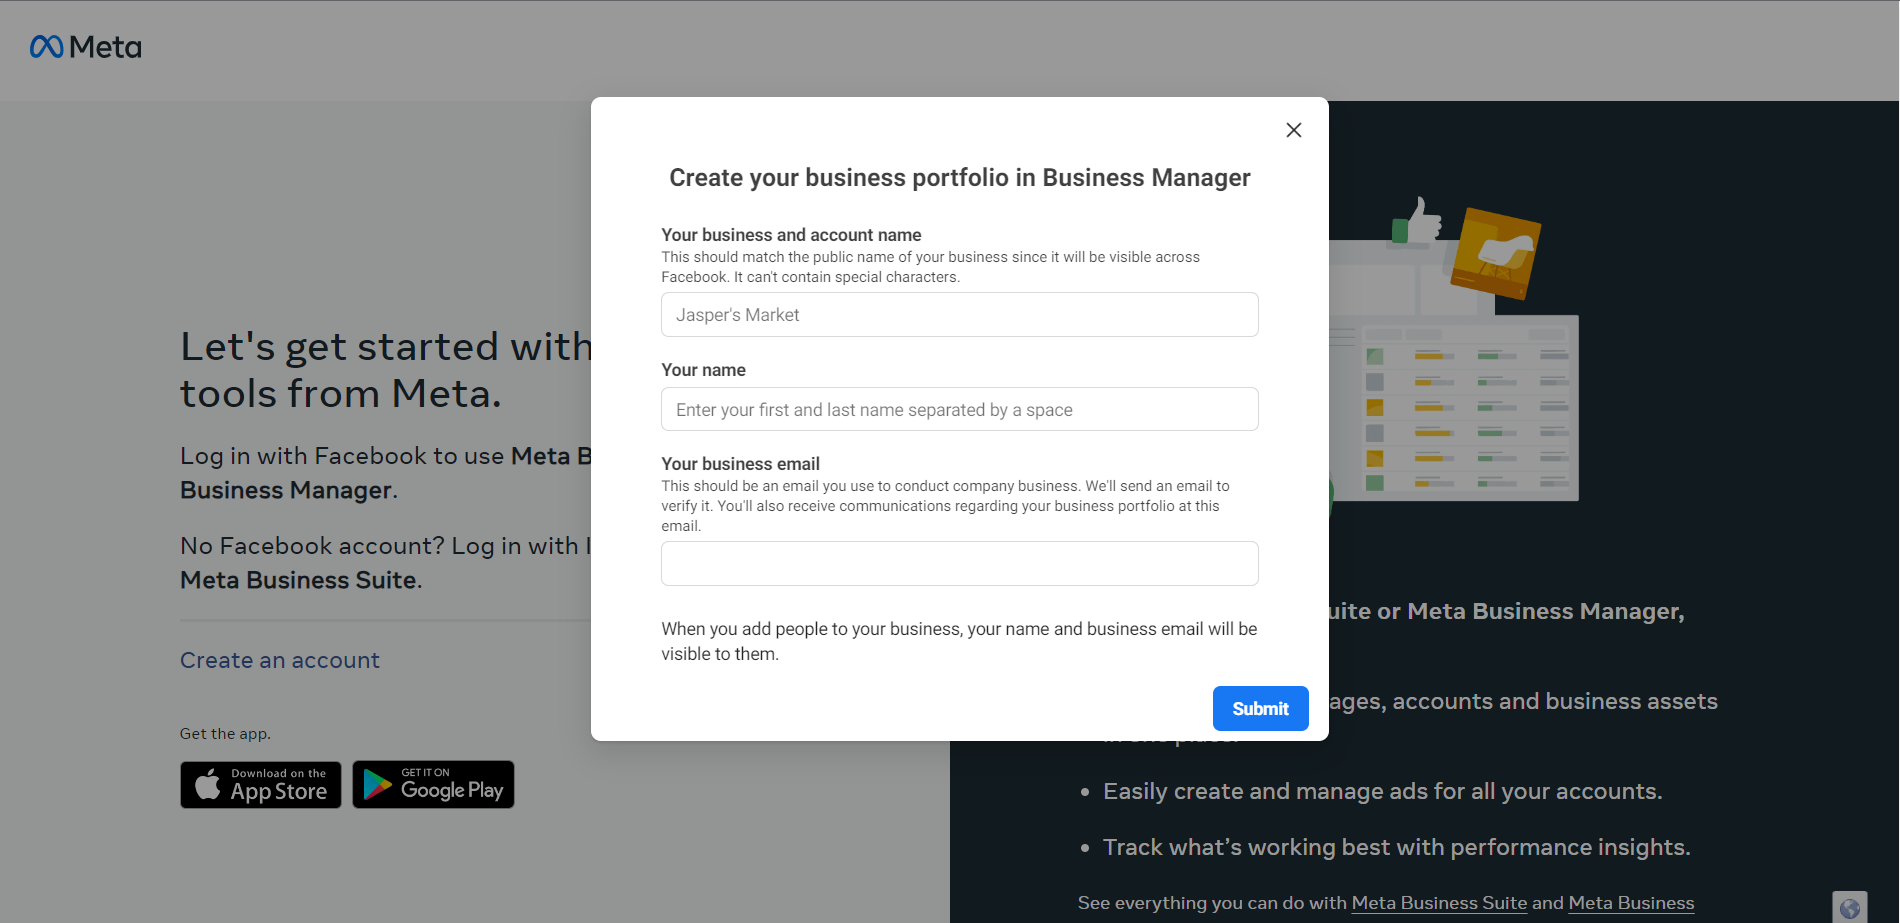 Meta
Create your business portfolio in Business Manager
Your business and account name
This should match the public name of your business since it will be visible across
Facebook. It can't contain special characters.
Jasper's Market
Your name
Enter your first and last name separated by a space
Your business email
This should be an email you use to conduct company business. We'll send an email to
verify it. You'll also receive communications regarding your business portfolio at this
email.
When you add people to your business, your name and business email will be
visible to them.
Submit
Let's get started with
tools from Meta.
Log in with Facebook to use Meta
Business Manager.
No Facebook account? Log in with
Meta Business Suite.
Create an account
Get the app.
Download on the
App Store
GET IT ON
Google Play
or Meta Business Manager,
accounts and business assets
Easily create and manage ads for all your accounts.
Track what’s working best with performance insights.
See everything you can do with Meta Business Suite and Meta Business